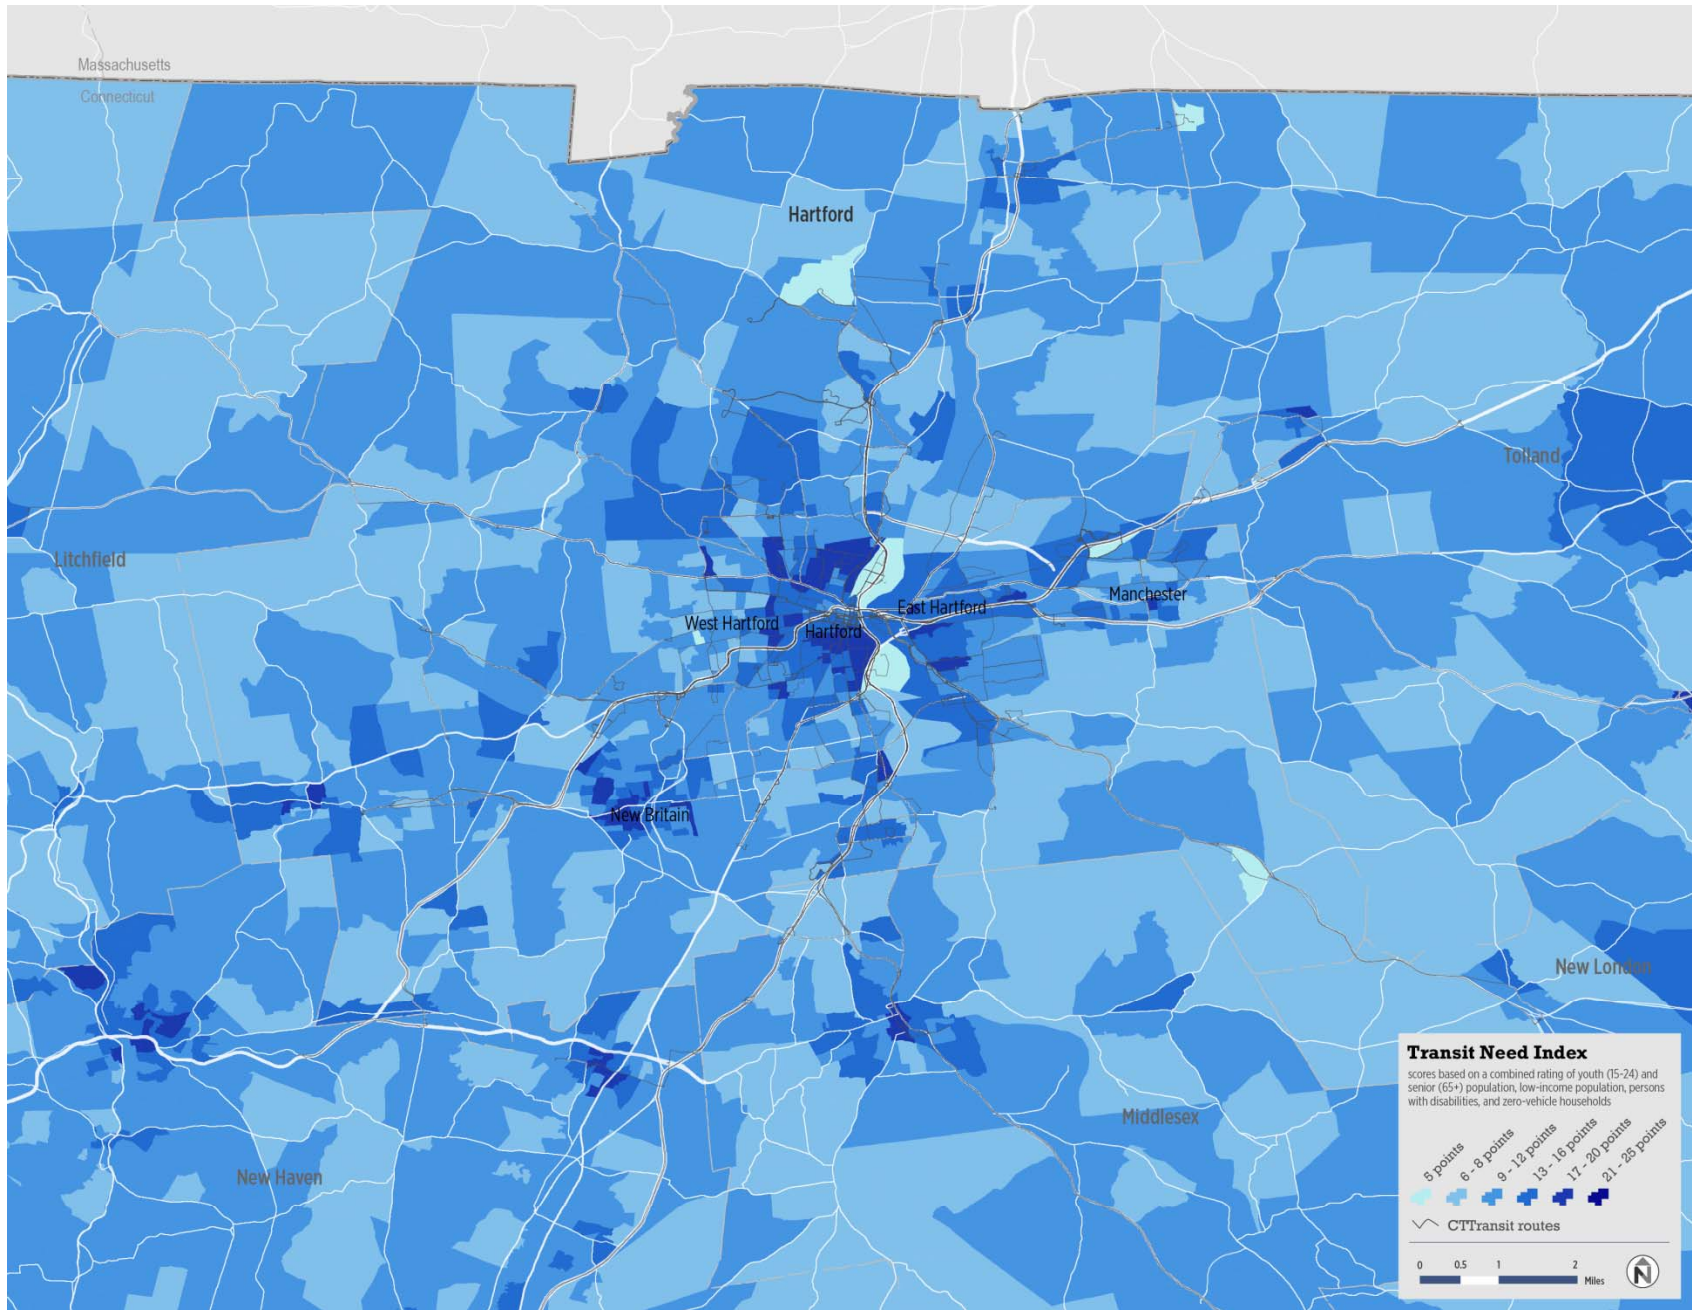 Massachusetts
Connecticut
Hartford
Tolland
Litchfield
Manchester
East Hartford
West Hartford
Hartford
New Britain
New London
Middlesex
New Haven
Transit Need Index
scores based on a combined rating of youth (15-24) and
senior (65+) population, low-income population, persons
with disabilities, and zero-vehicle households
5 points
6 - 8 points
9 - 12 points
13 - 16 points
17 - 20 points
21 - 25 points
CTTransit routes
0 0.5 1 2
Miles
N